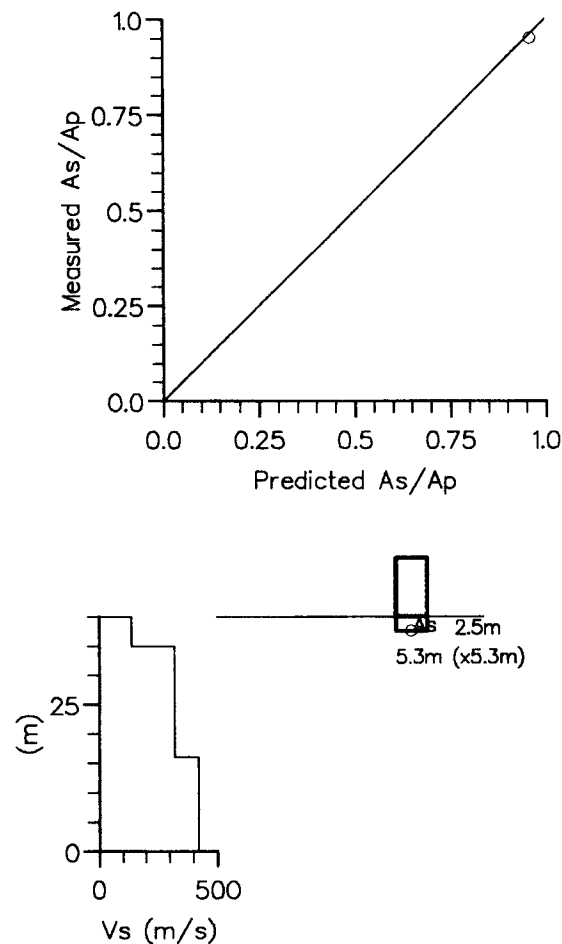 1.0
0.75
0.5
0.25
0.0
Measured As/Ap
0.0 0.25 0.5 0.75 1.0
Predicted As/Ap
As 2.5m
5.3m (x5.3m)
25
0
(m)
0 500
Vs (m/s)